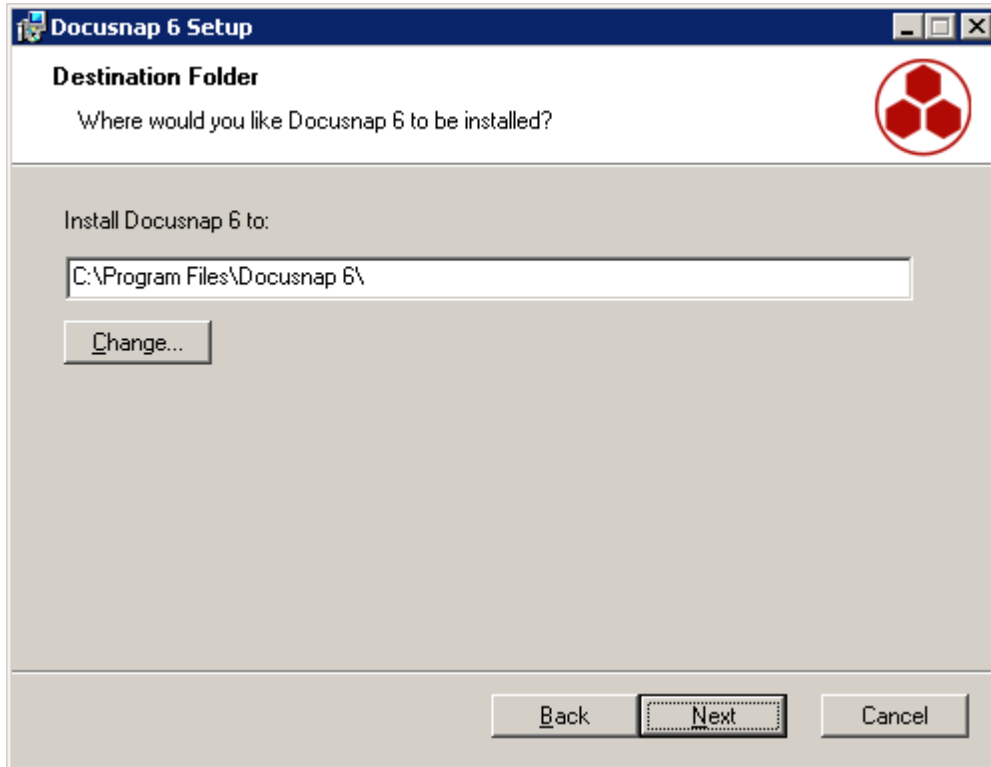 Docusnap 6 Setup
Destination Folder
Where would you like Docusnap 6 to be installed?
Install Docusnap 6 to:
C:\Program Files\Docusnap 6\
Change...
Back Next Cancel